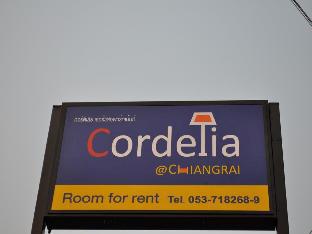 Cordelia
@CHIANGRAI
Room for rent Tel. 053-718268-9